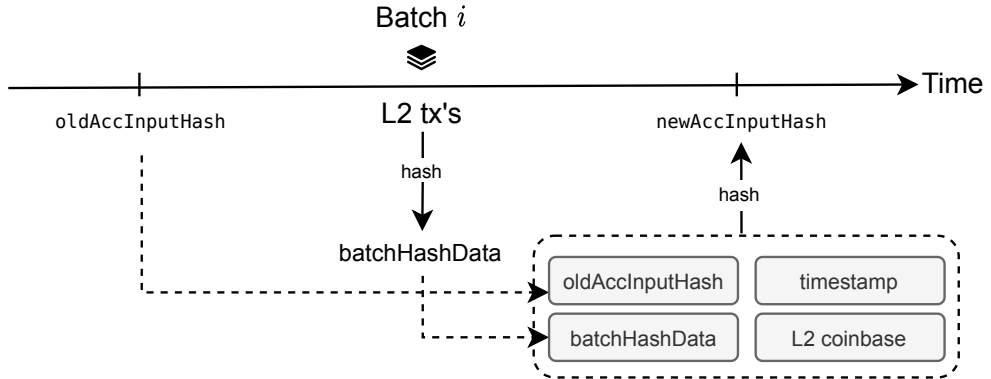 Batch i
Time
oldAccInputHash
L2 tx's
newAccInputHash
hash
hash
batchHashData
oldAccInputHash
timestamp
batchHashData
L2 coinbase